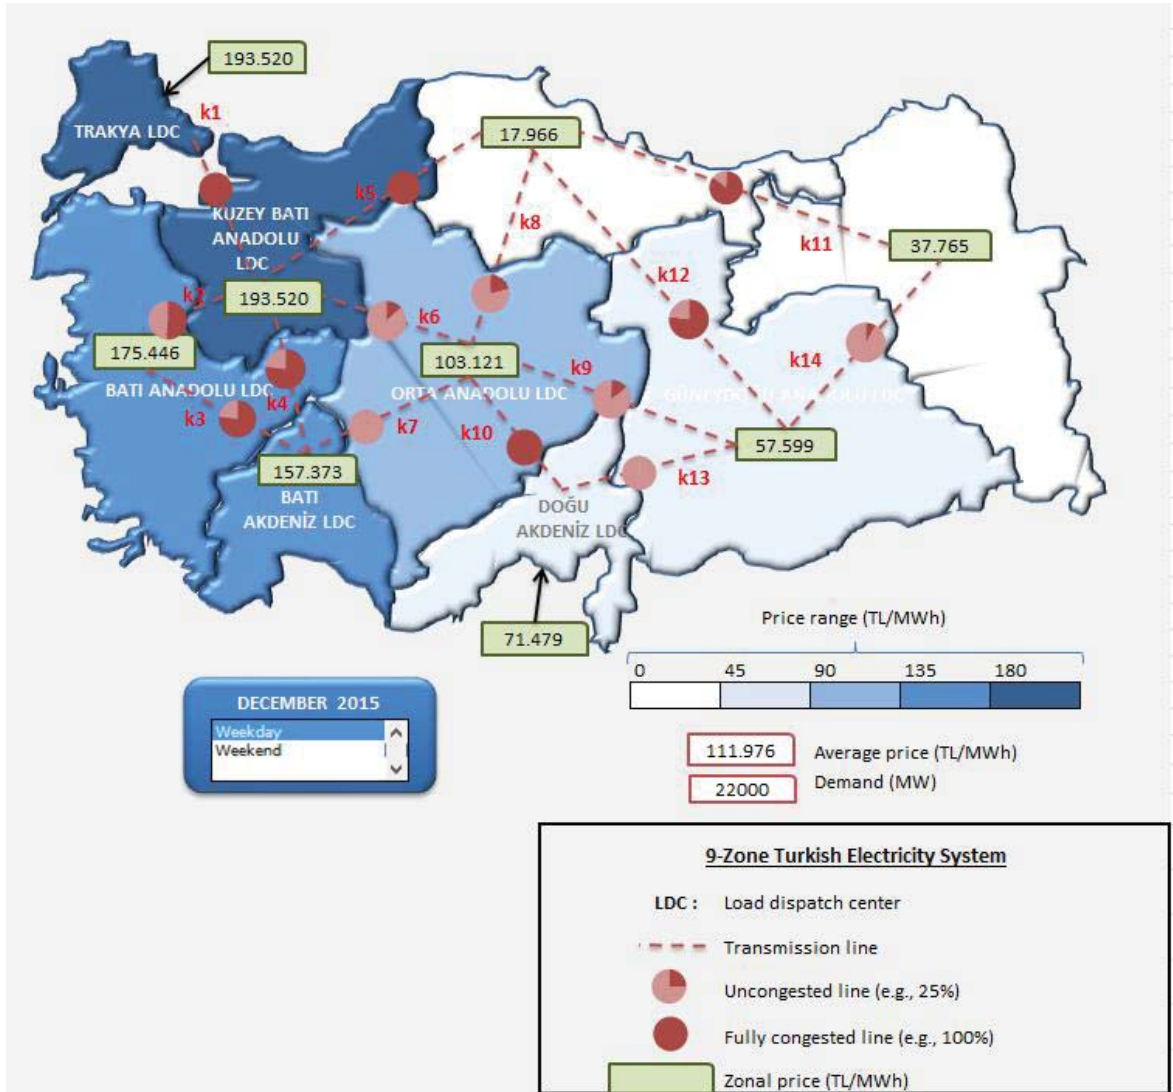 193.520
k1
TRAKYA LDC
17.966
k5
KUZEY BATI
ANADOLU
LDC
k8
k11
37.765
k2
193.520
k12
k6
175.446
103.121
k14
BATI ANADOLU LDC
ORTA ANADOLU LDC
k9
GÜNEYDOĞU ANADOLU LDC
k3
k4
k7
k10
57.599
157.373
k13
BATI
AKDENİZ LDC
DOĞU
AKDENİZ LDC
71.479
Price range (TL/MWh)
0 45 90 135 180
DECEMBER 2015
Weekday
Weekend
111.976 Average price (TL/MWh)
22000 Demand (MW)
9-Zone Turkish Electricity System
LDC : Load dispatch center
Transmission line
Uncongested line (e.g., 25%)
Fully congested line (e.g., 100%)
Zonal price (TL/MWh)